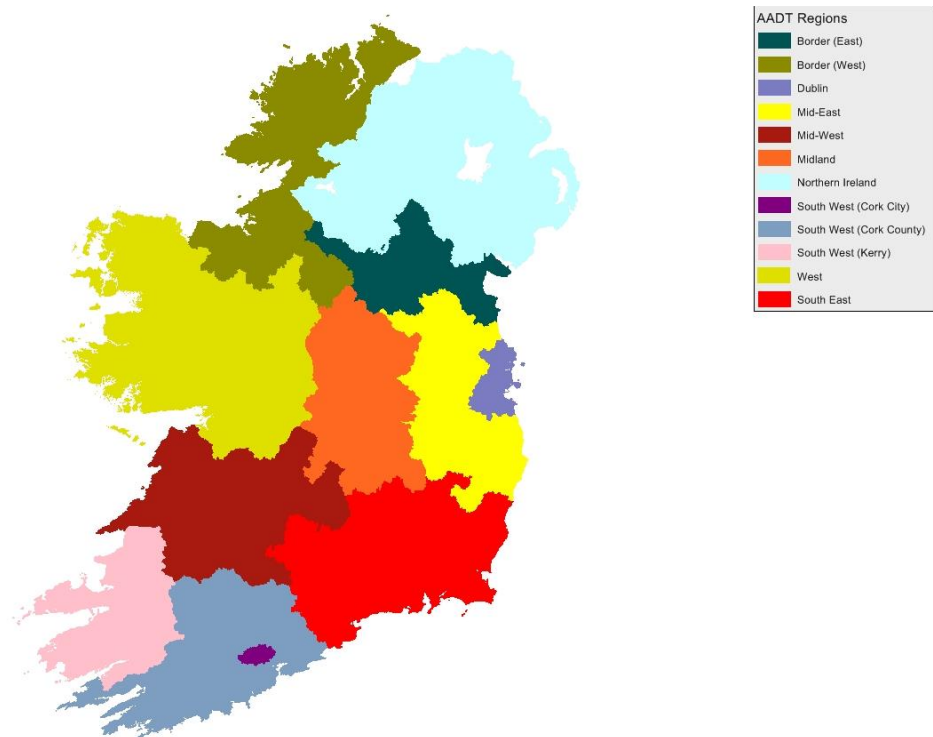 AADT Regions
Border (East)
Border (West)
Dublin
Mid-East
Mid-West
Midland
Northern Ireland
South West (Cork City)
South West (Cork County)
South West (Kerry)
West
South East